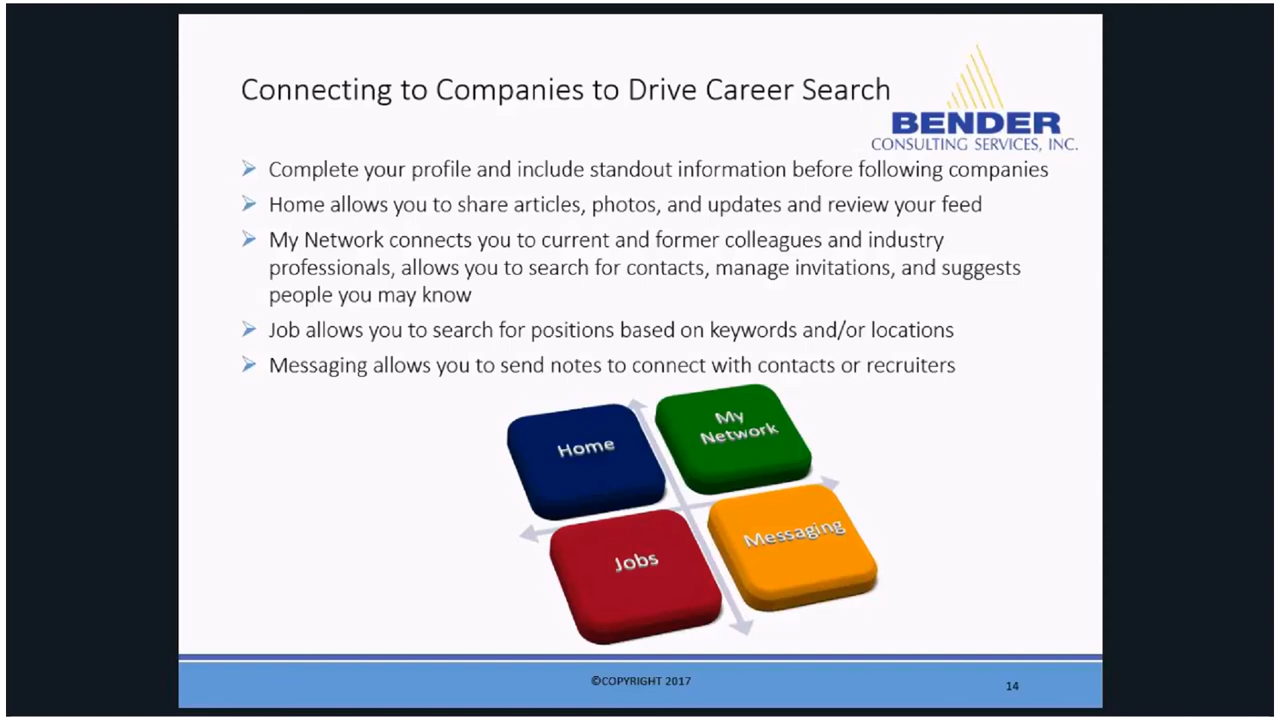 Connecting to Companies to Drive Career Search
BENDER
CONSULTING SERVICES, INC.
Complete your profile and include standout information before following companies
Home allows you to share articles, photos, and updates and review your feed
My Network connects you to current and former colleagues and industry
professionals, allows you to search for contacts, manage invitations, and suggests
people you may know
Job allows you to search for positions based on keywords and/or locations
Messaging allows you to send notes to connect with contacts or recruiters
Home
My
Network
Jobs
Messaging
©COPYRIGHT 2017
14